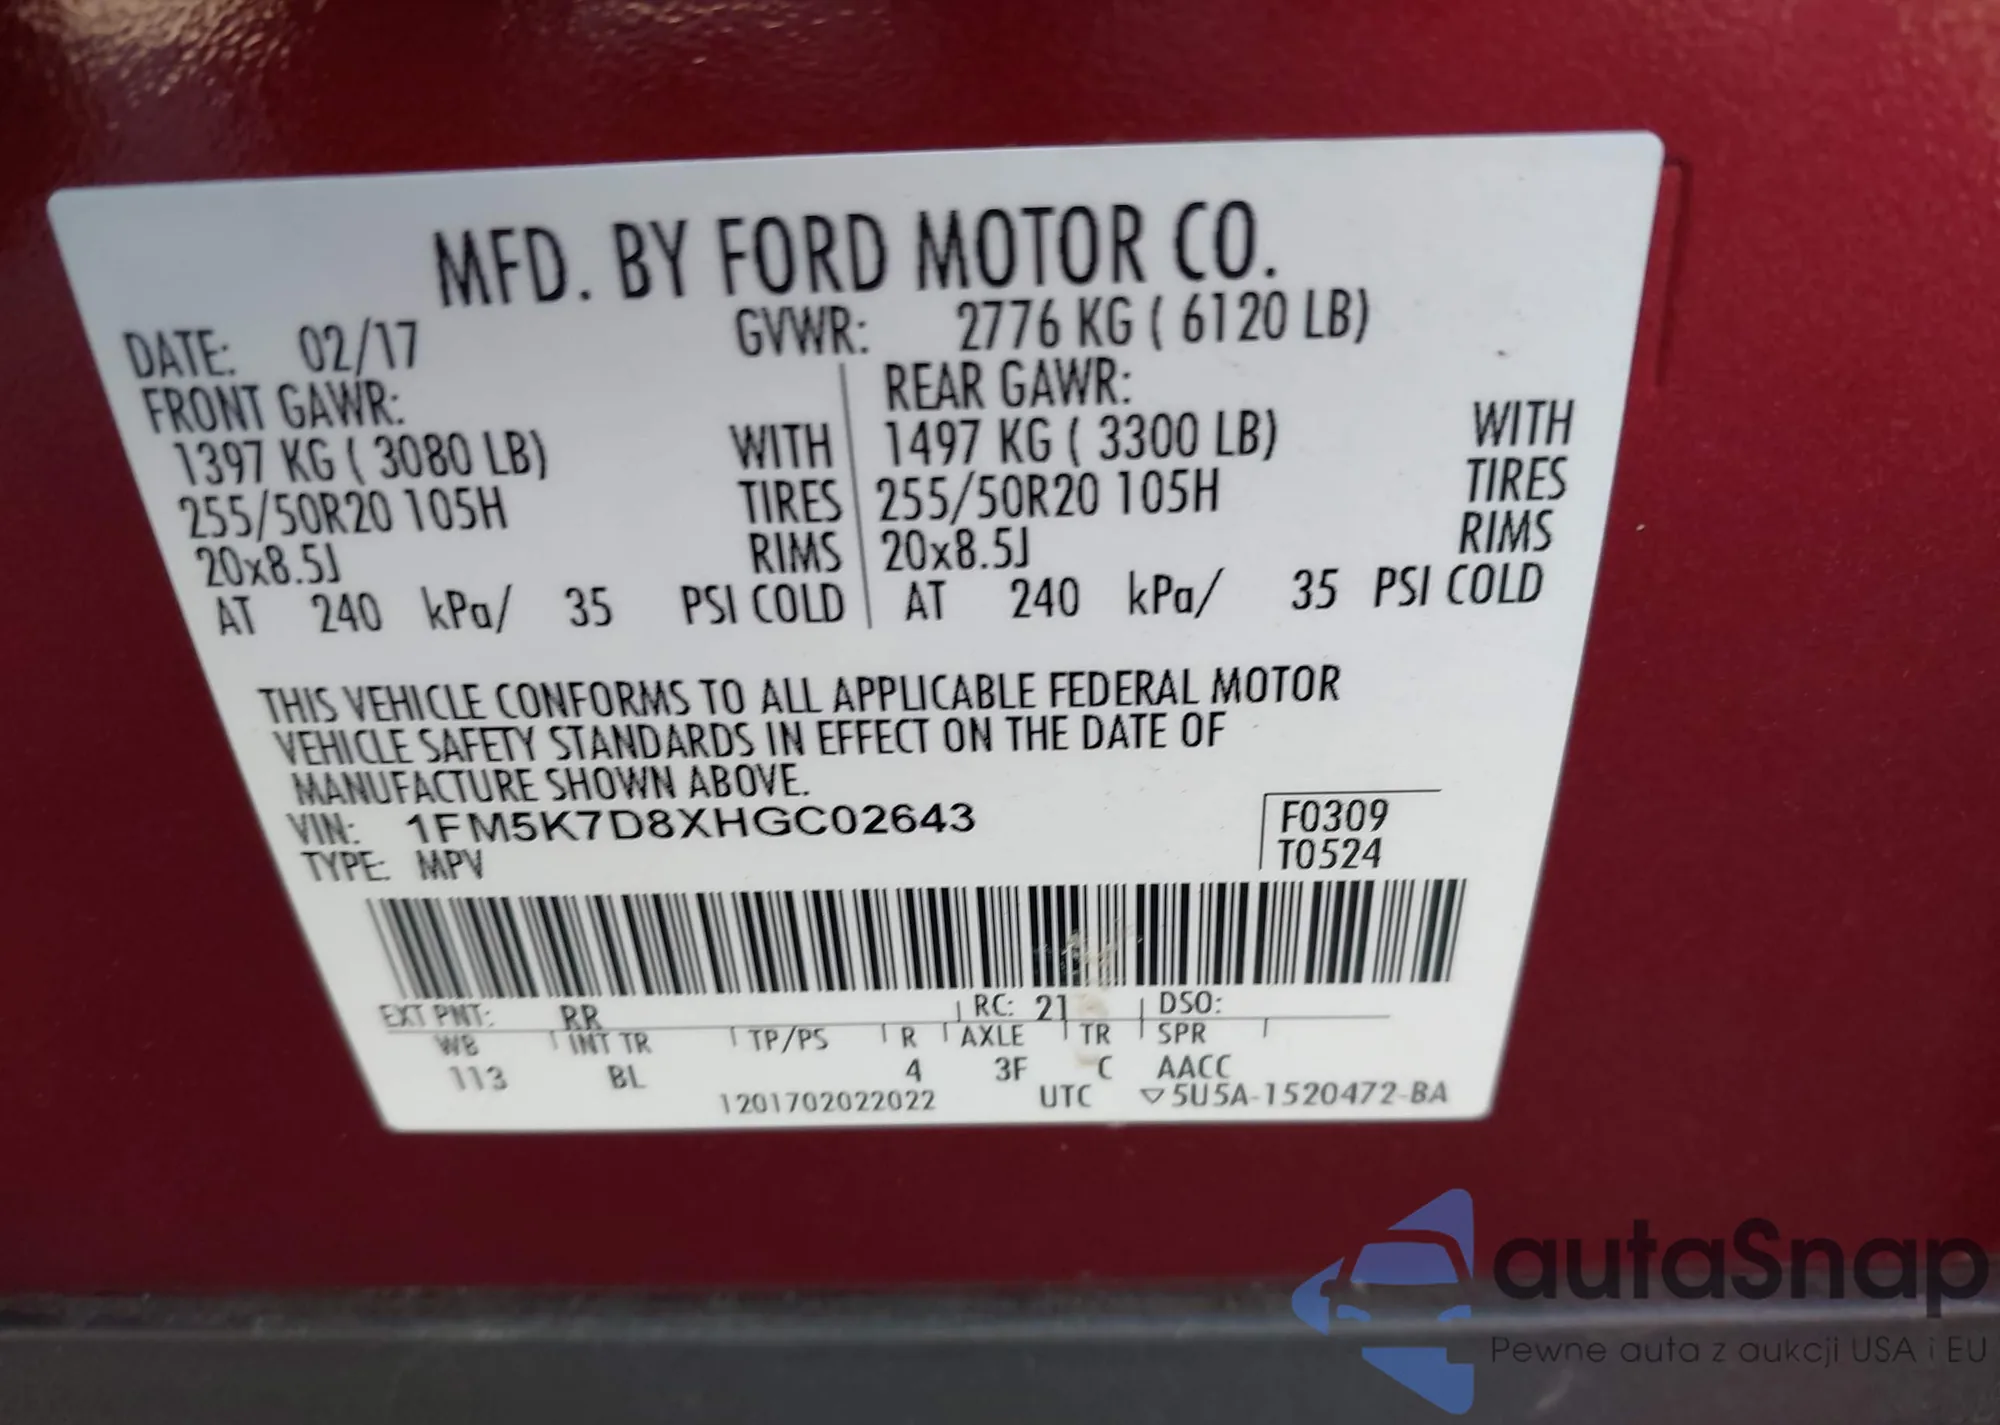 MFD. BY FORD MOTOR CO.
DATE: 02/17 GVWR: 2776 KG ( 6120 LB)
FRONT GAWR: REAR GAWR:
1397 KG ( 3080 LB) WITH 1497 KG ( 3300 LB) WITH
255/50R20 105H TIRES 255/50R20 105H TIRES
20x8.5J RIMS 20x8.5J RIMS
AT 240 kPa/ 35 PSI COLD AT 240 kPa/ 35 PSI COLD
THIS VEHICLE CONFORMS TO ALL APPLICABLE FEDERAL MOTOR
VEHICLE SAFETY STANDARDS IN EFFECT ON THE DATE OF
MANUFACTURE SHOWN ABOVE.
VIN: 1FM5K7D8XHGC02643 F0309
TYPE: MPV T0524
EXT PNT: RR RC: 21 DSO:
WB INT TR TP/PS R AXLE TR SPR
113 BL 4 3F C AACC
1201702022022 UTC ▽5U5A-1520472-BA
autaSnap
Pewne auta z aukcji USA i EU